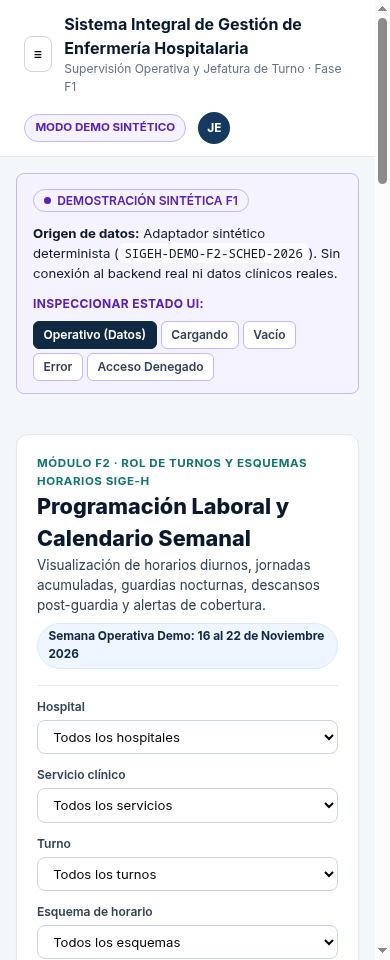 ☰
Sistema Integral de Gestión de
Enfermería Hospitalaria
Supervisión Operativa y Jefatura de Turno · Fase
F1
MODO DEMO SINTÉTICO
JE
DEMOSTRACIÓN SINTÉTICA F1
Origen de datos: Adaptador sintético
determinista ( SIGEH-DEMO-F2-SCHED-2026 ). Sin
conexión al backend real ni datos clínicos reales.
INSPECCIONAR ESTADO UI:
Operativo (Datos) Cargando Vacío
Error Acceso Denegado
MÓDULO F2 · ROL DE TURNOS Y ESQUEMAS
HORARIOS SIGE-H
Programación Laboral y
Calendario Semanal
Visualización de horarios diurnos, jornadas
acumuladas, guardias nocturnas, descansos
post-guardia y alertas de cobertura.
Semana Operativa Demo: 16 al 22 de Noviembre
2026
Hospital
Todos los hospitales
Servicio clínico
Todos los servicios
Turno
Todos los turnos
Esquema de horario
Todos los esquemas